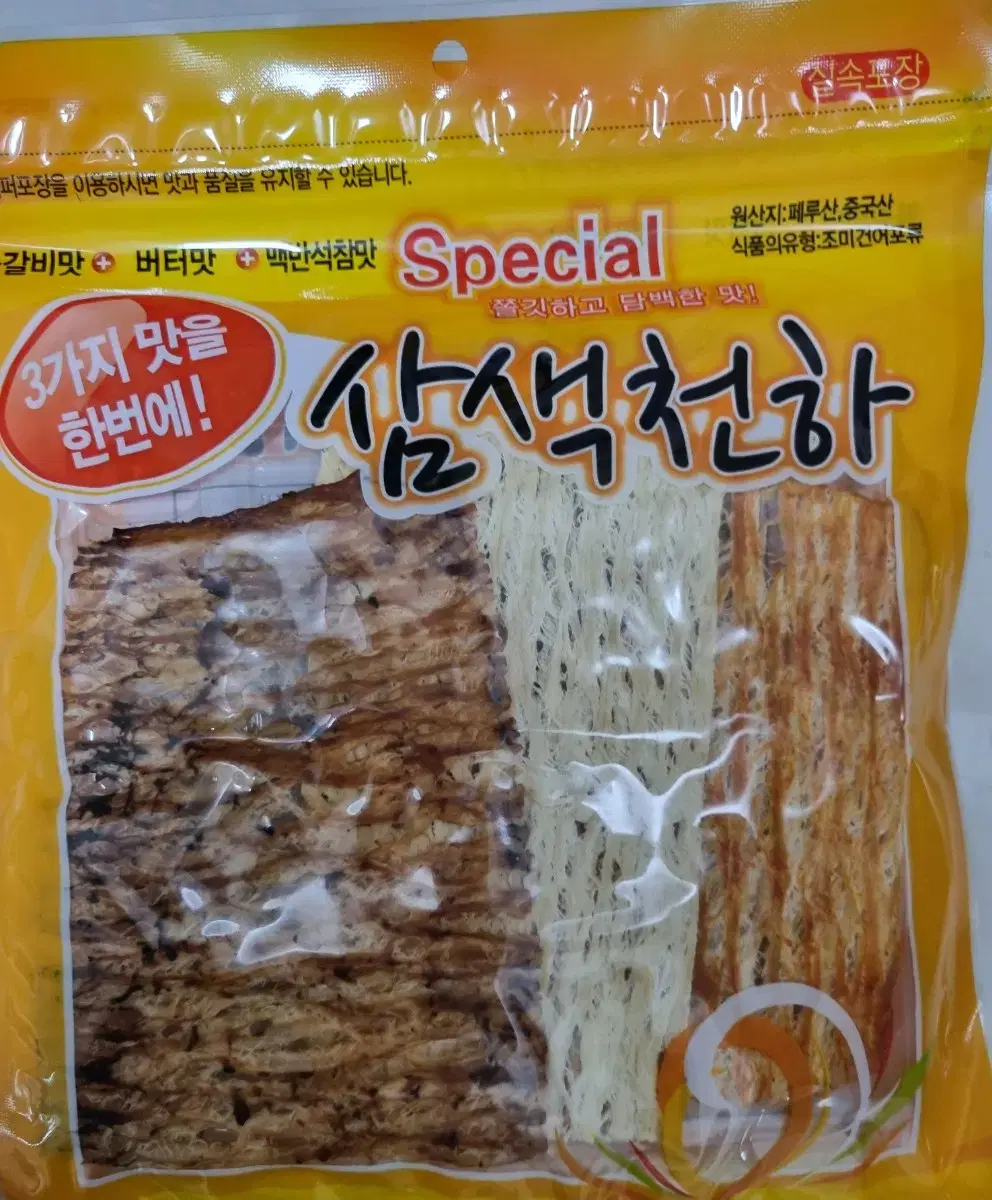 실속포장
퍼포장을 이용하시면 맛과 품질을 유지할 수 있습니다.
원산지:페루산,중국산
식품의유형:조미건어포류
갈비맛 + 버터맛 + 백반석참맛
Special
쫄깃하고 담백한 맛!
3가지 맛을
한번에!
삼색천하